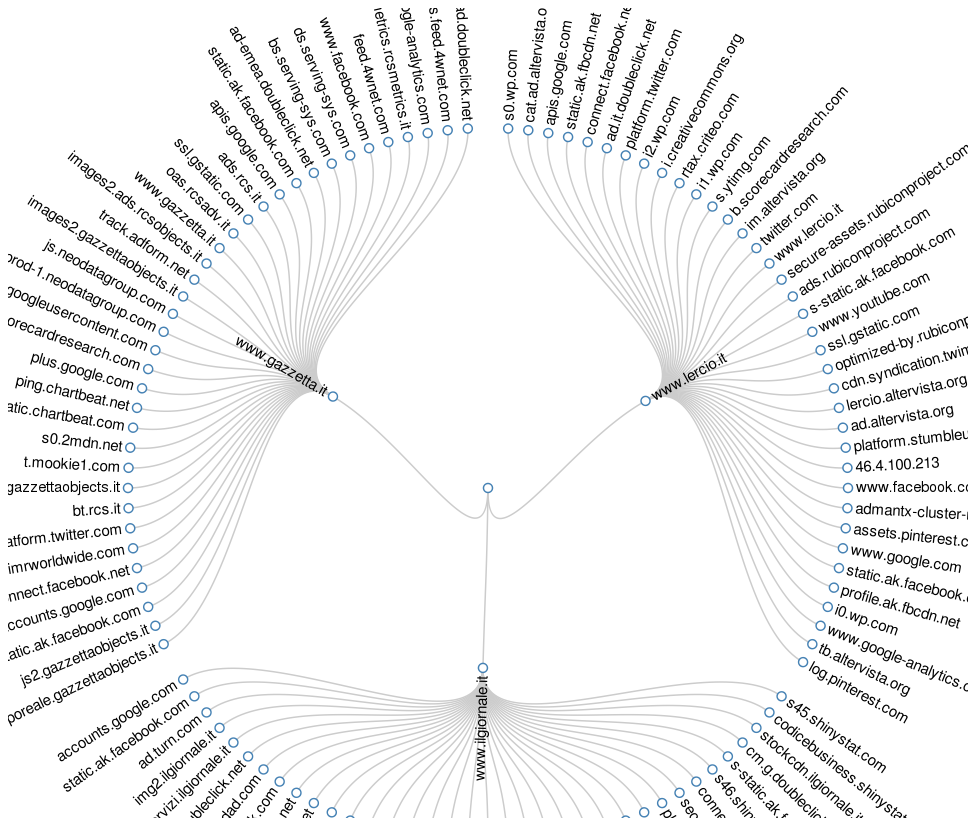 www.gazzetta.it
ad.doubleclick.net
s.feed.4wnet.com
ogle-analytics.com
etrics.rcsmetrics.it
feed.4wnet.com
www.facebook.com
ds.serving-sys.com
bs.serving-sys.com
ad-emea.doubleclick.net
static.ak.facebook.com
apis.google.com
ads.rcs.it
ssl.gstatic.com
oas.rcsadv.it
www.gazzetta.it
images2.ads.rcsobjects.it
track.adform.net
images2.gazzettaobjects.it
js.neodatagroup.com
prod-1.neodatagroup.com
googleusercontent.com
orecardresearch.com
plus.google.com
ping.chartbeat.net
atic.chartbeat.com
s0.2mdn.net
t.mookie1.com
gazzettaobjects.it
bt.rcs.it
atform.twitter.com
imrworldwide.com
nnect.facebook.net
ccounts.google.com
atic.ak.facebook.com
js2.gazzettaobjects.it
poreale.gazzettaobjects.it
www.lercio.it
s0.wp.com
cat.ad.altervista.o
apis.google.com
static.ak.fbcdn.net
connect.facebook.ne
ad.it.doubleclick.net
platform.twitter.com
i2.wp.com
i.creativecommons.org
rtax.criteo.com
i1.wp.com
s.ytimg.com
b.scorecardresearch.com
im.altervista.org
twitter.com
www.lercio.it
secure-assets.rubiconproject.com
ads.rubiconproject.com
s-static.ak.facebook.com
www.youtube.com
ssl.gstatic.com
optimized-by.rubiconp
cdn.syndication.twim
lercio.altervista.org
ad.altervista.org
platform.stumbleu
46.4.100.213
www.facebook.co
admantx-cluster-
assets.pinterest.c
www.google.com
static.ak.facebook.
profile.ak.fbcdn.net
i0.wp.com
www.google-analytics.c
tb.altervista.org
log.pinterest.com
www.ilgiornale.it
accounts.google.com
static.ak.facebook.com
ad.turn.com
img2.ilgiornale.it
rvizi.ilgiornale.it
ubleclick.net
dad.com
k.com
net
s45.shinystat.com
codicebusiness.shinystat
stockcdn.ilgiornale.it
cm.g.doubleclic
s-static.ak.f
s46.shin
conne
sec
pl